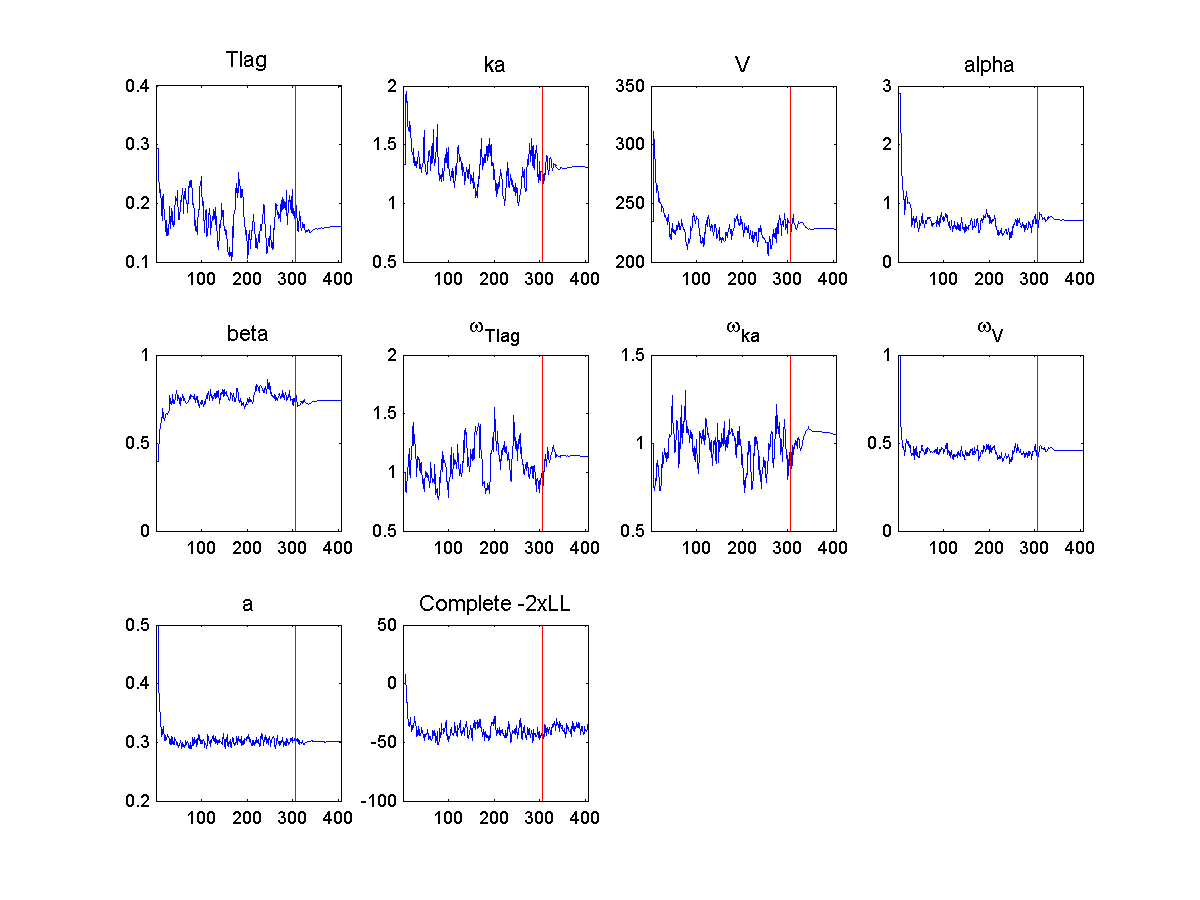 Tlag ka V alpha
0.4 2 350 3
0.3 1.5 300 2
0.2 1 250 1
0.1 0.5 200 0
100 200 300 400 100 200 300 400 100 200 300 400 100 200 300 400
beta ωTlag ωka ωV
1 2 1.5 1
0.5 1.5 1 0.5
1
0 0.5 0.5 0
100 200 300 400 100 200 300 400 100 200 300 400 100 200 300 400
a Complete -2xLL
0.5 50
0.4 0
0.3 -50
0.2 -100
100 200 300 400 100 200 300 400